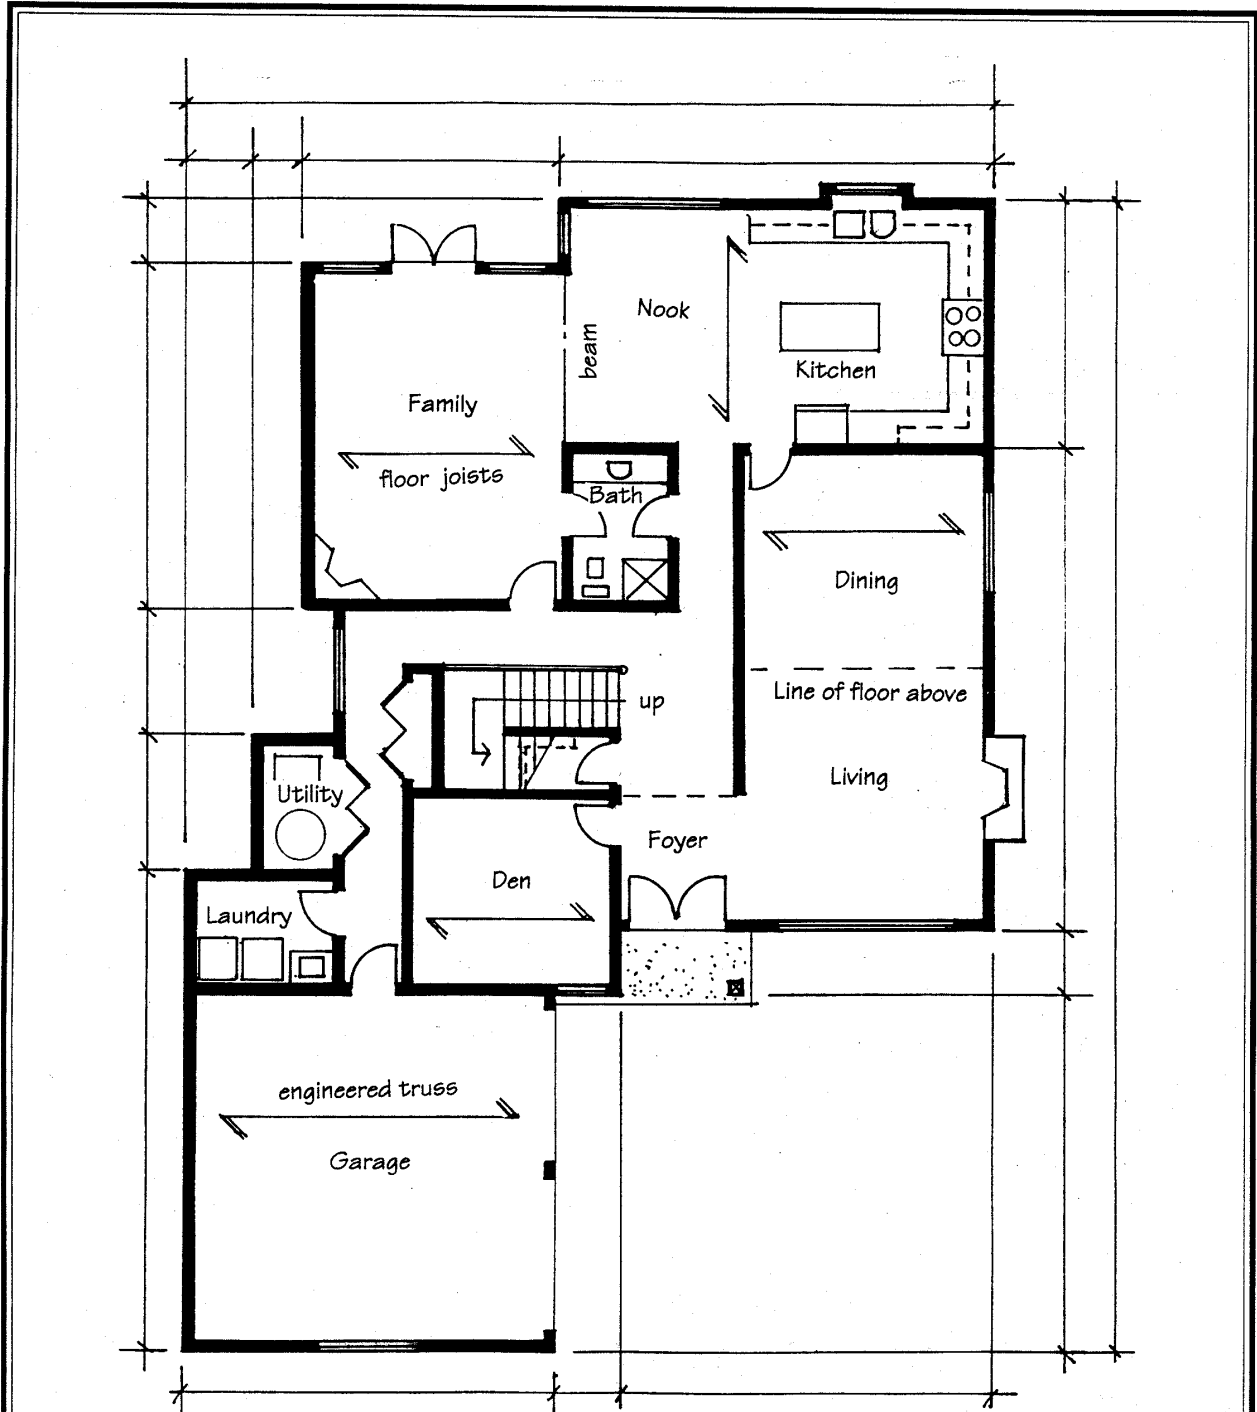 Nook
beam
Kitchen
Family
floor joists
Bath
Dining
Line of floor above
up
Living
Utility
Foyer
Den
Laundry
engineered truss
Garage